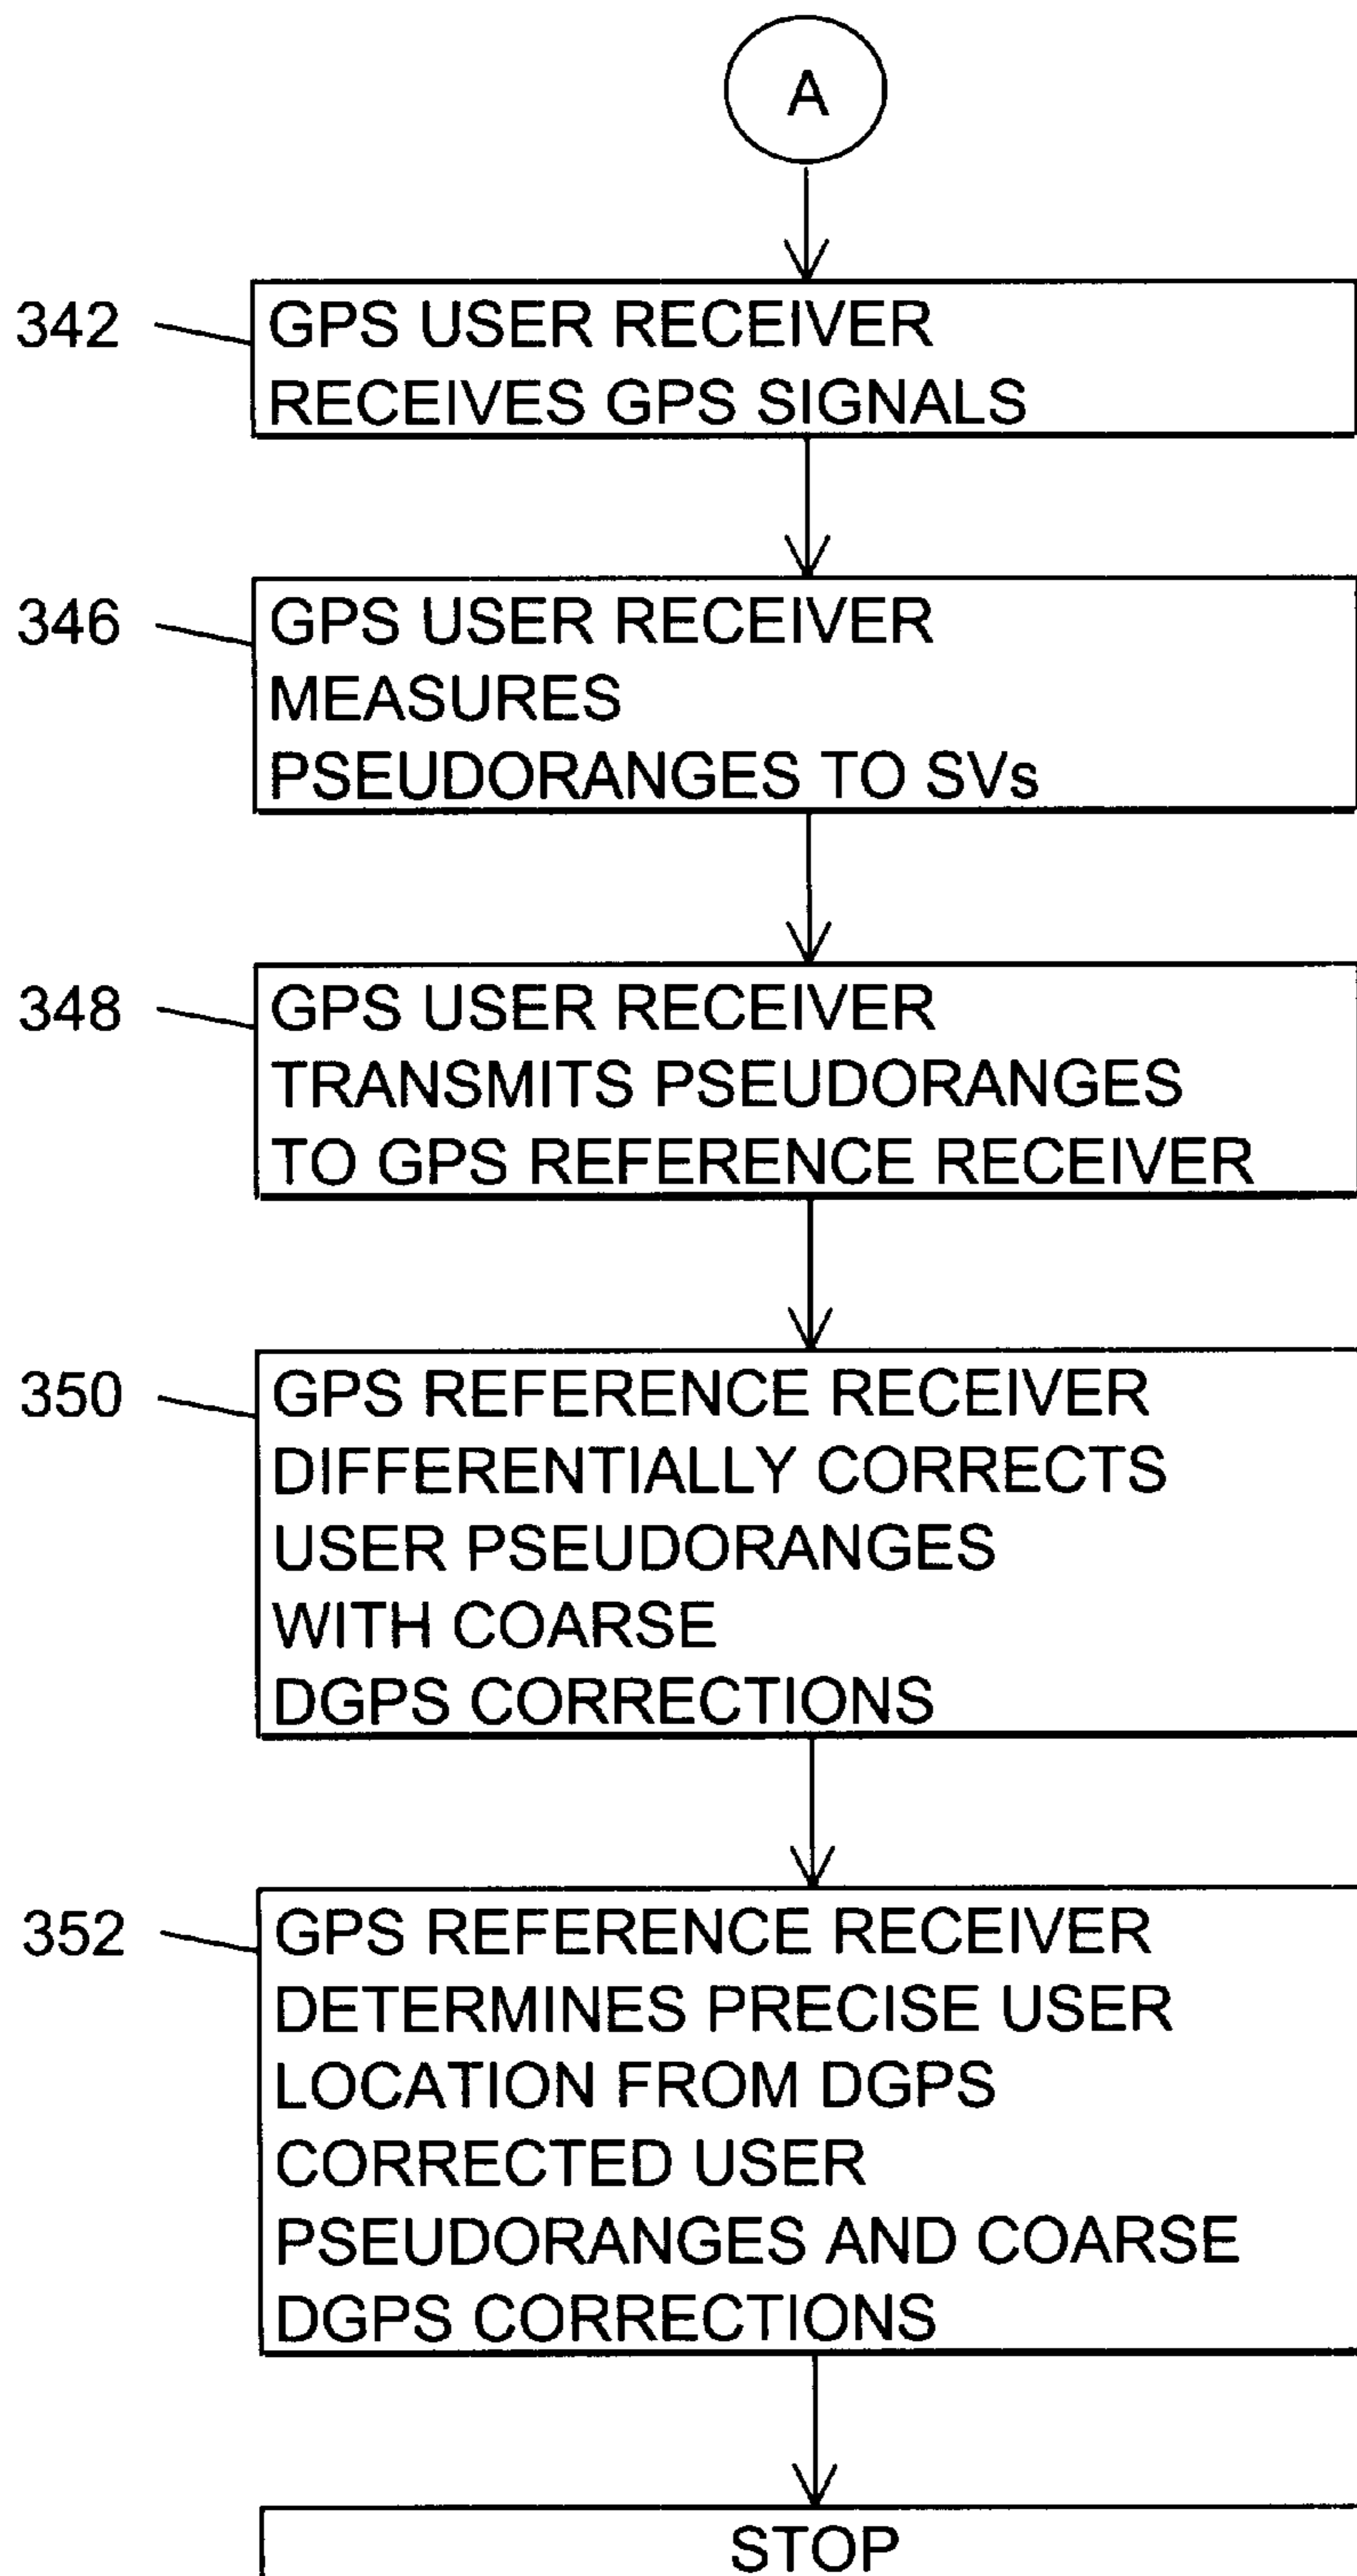 A
342
GPS USER RECEIVER
RECEIVES GPS SIGNALS
346
GPS USER RECEIVER
MEASURES
PSEUDORANGES TO SVs
348
GPS USER RECEIVER
TRANSMITS PSEUDORANGES
TO GPS REFERENCE RECEIVER
350
GPS REFERENCE RECEIVER
DIFFERENTIALLY CORRECTS
USER PSEUDORANGES
WITH COARSE
DGPS CORRECTIONS
352
GPS REFERENCE RECEIVER
DETERMINES PRECISE USER
LOCATION FROM DGPS
CORRECTED USER
PSEUDORANGES AND COARSE
DGPS CORRECTIONS
STOP